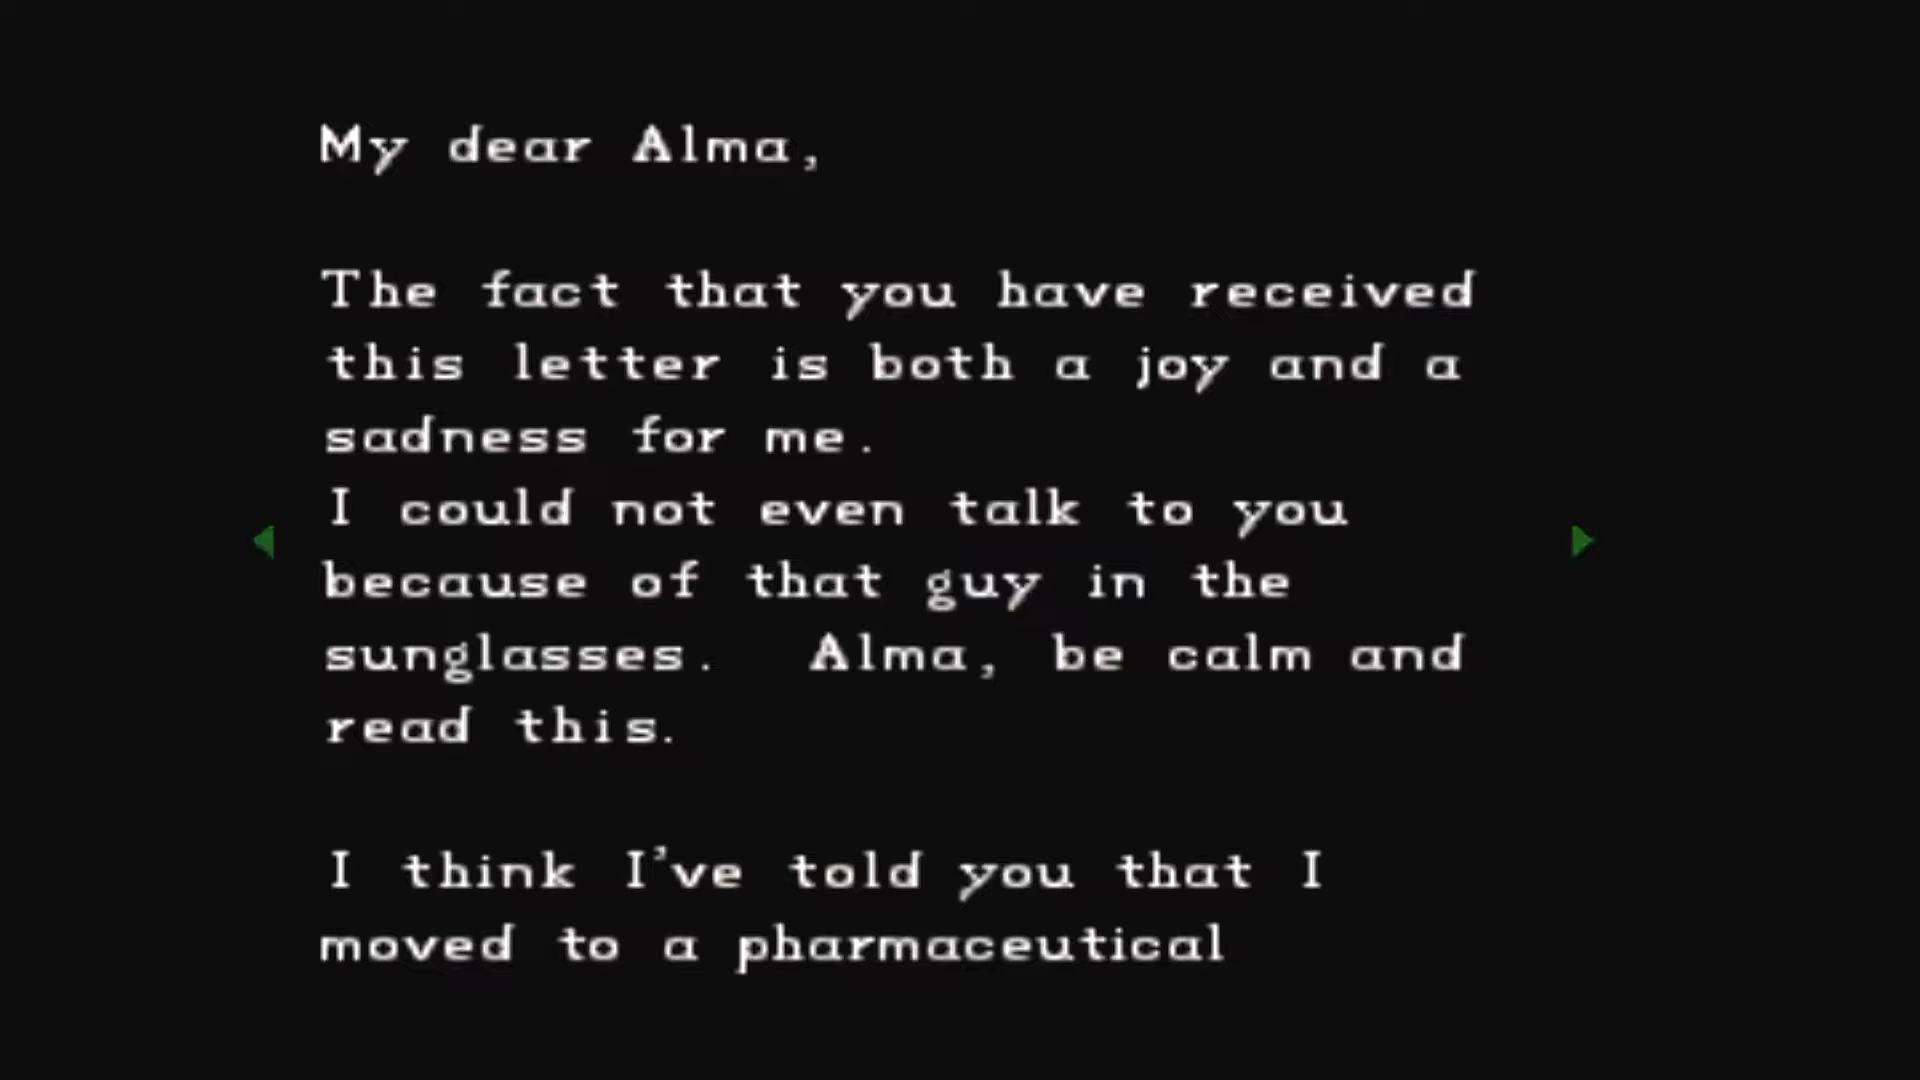 My dear Alma,
The fact that you have received
this letter is both a joy and a
sadness for me.
I could not even talk to you
because of that guy in the
sunglasses.  Alma, be calm and
read this.
I think I've told you that I
moved to a pharmaceutical